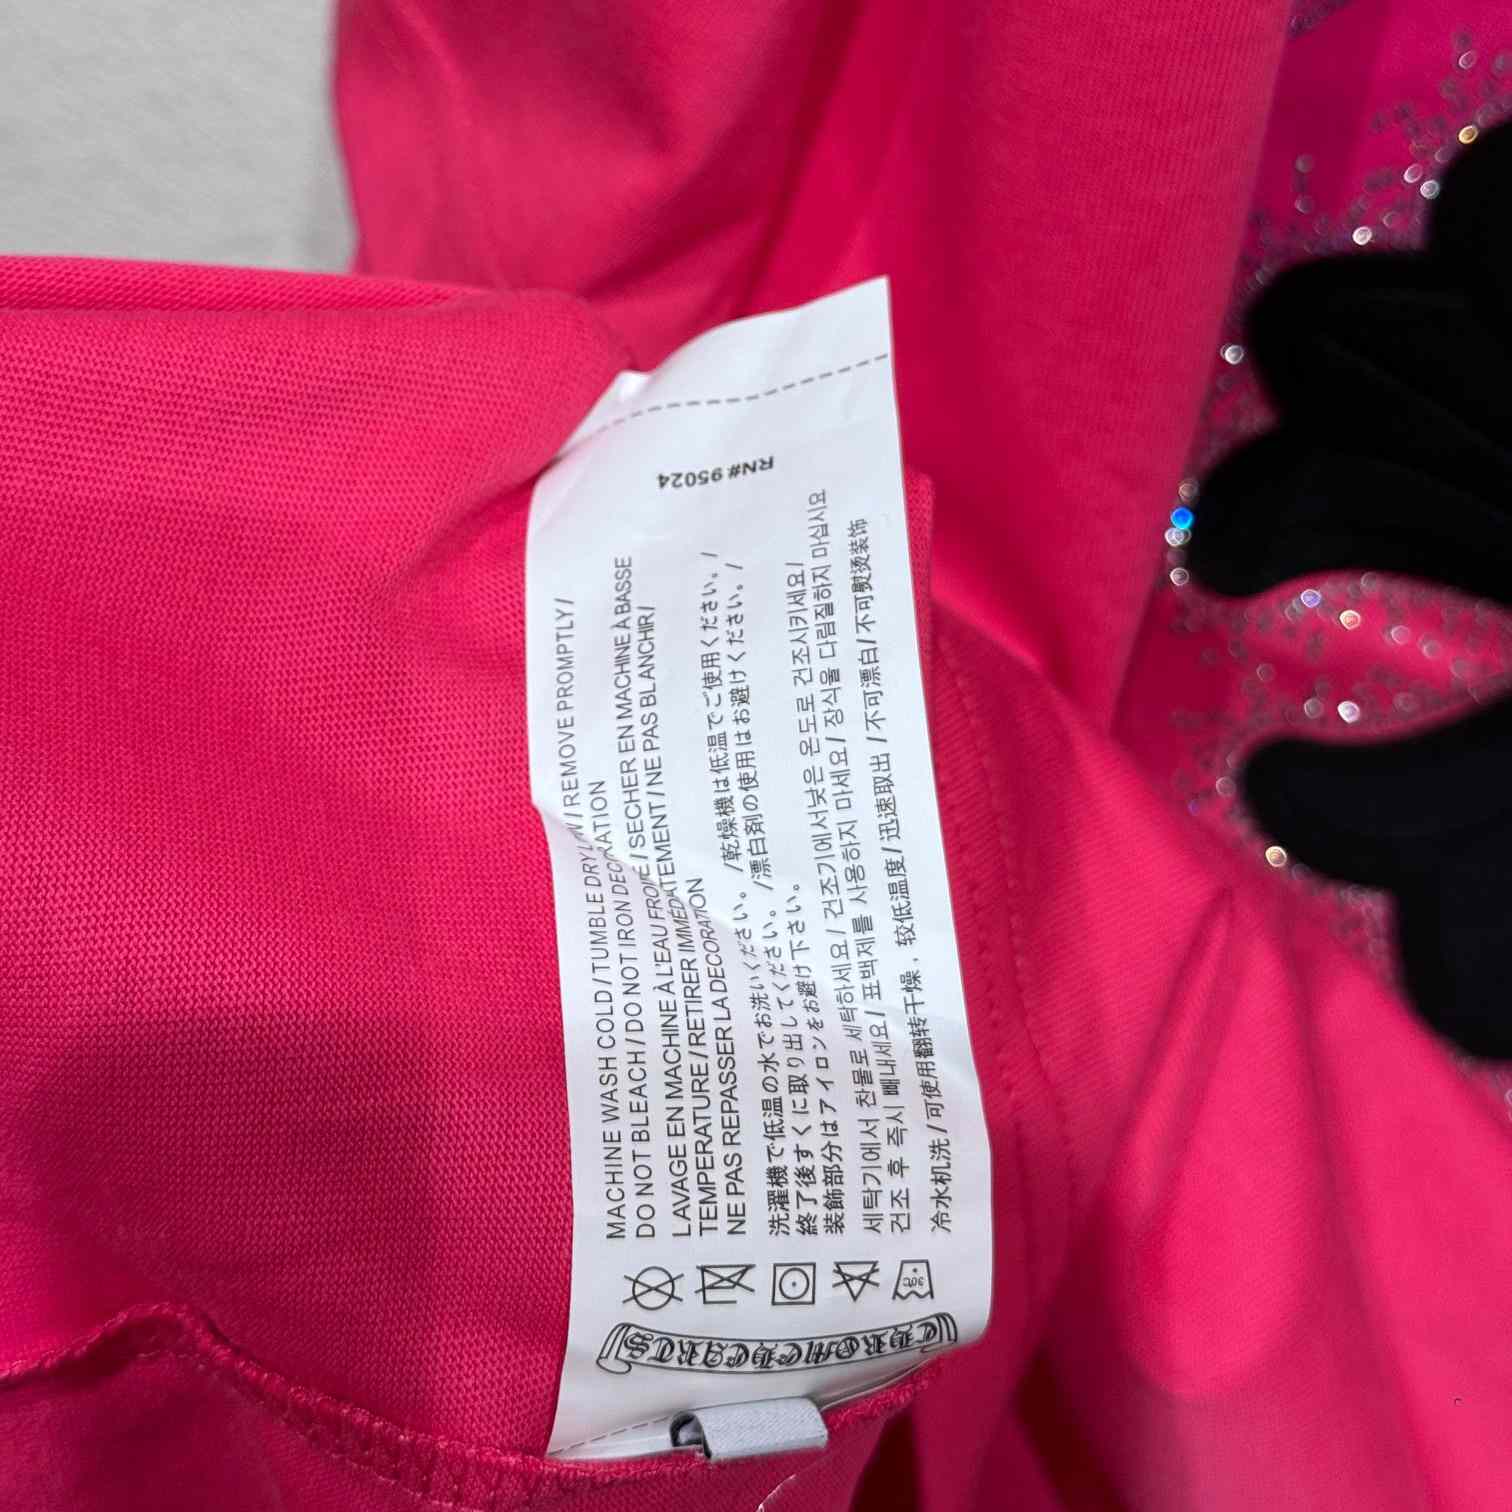 CHROME HEARTS
30°
MACHINE WASH COLD / TUMBLE DRY LOW / REMOVE PROMPTLY /
DO NOT BLEACH / DO NOT IRON DECORATION
LAVAGE EN MACHINE À L'EAU FROIDE / SECHER EN MACHINE À BASSE
TEMPERATURE / RETIRER IMMÉDIATEMENT / NE PAS BLANCHIR /
NE PAS REPASSER LA DECORATION
洗濯機で低温の水でお洗いください。 /乾燥機は低温でご使用ください。/
終了後すぐに取り出してください。 /漂白剤の使用はお避けください。/
装飾部分はアイロンをお避け下さい。
세탁기에서 찬물로 세탁하세요/ 건조기에서낮은 온도로 건조시키세요/
건조 후 즉시 빼내세요/ 표백제를 사용하지 마세요/ 장식을 다림질하지 마십시요
冷水机洗 / 可使用翻转干燥，较低温度/ 迅速取出 /不可漂白/不可熨烫装饰
RN# 95024